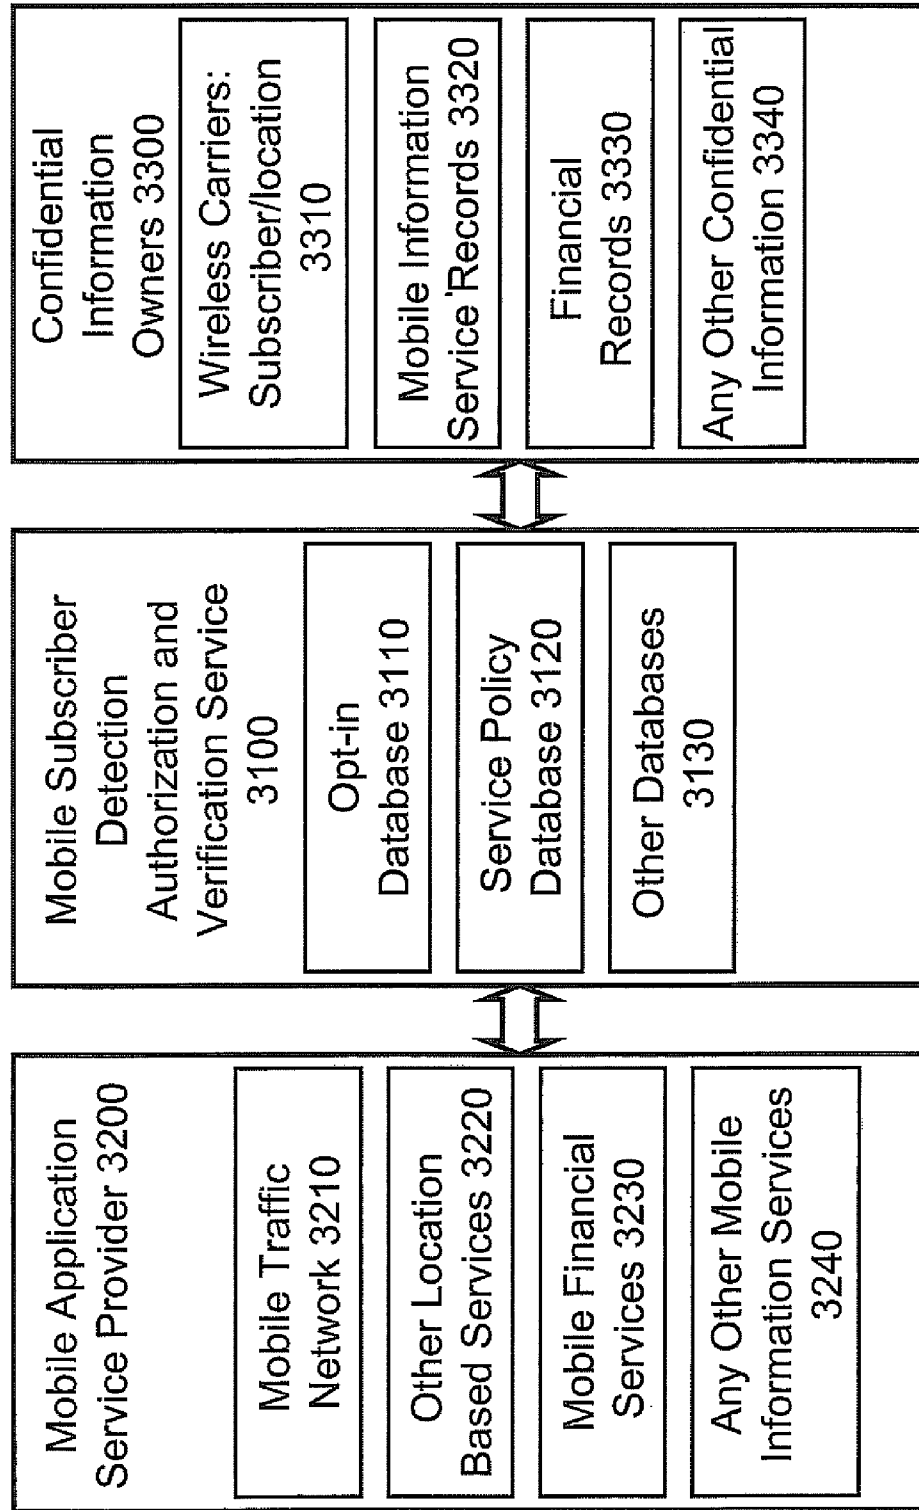 Mobile Application
Service Provider 3200
Mobile Traffic
Network 3210
Other Location
Based Services 3220
Mobile Financial
Services 3230
Any Other Mobile
Information Services
3240
Mobile Subscriber
Detection
Authorization and
Verification Service
3100
Opt-in
Database 3110
Service Policy
Database 3120
Other Databases
3130
Confidential
Information
Owners 3300
Wireless Carriers:
Subscriber/location
3310
Mobile Information
Service Records 3320
Financial
Records 3330
Any Other Confidential
Information 3340